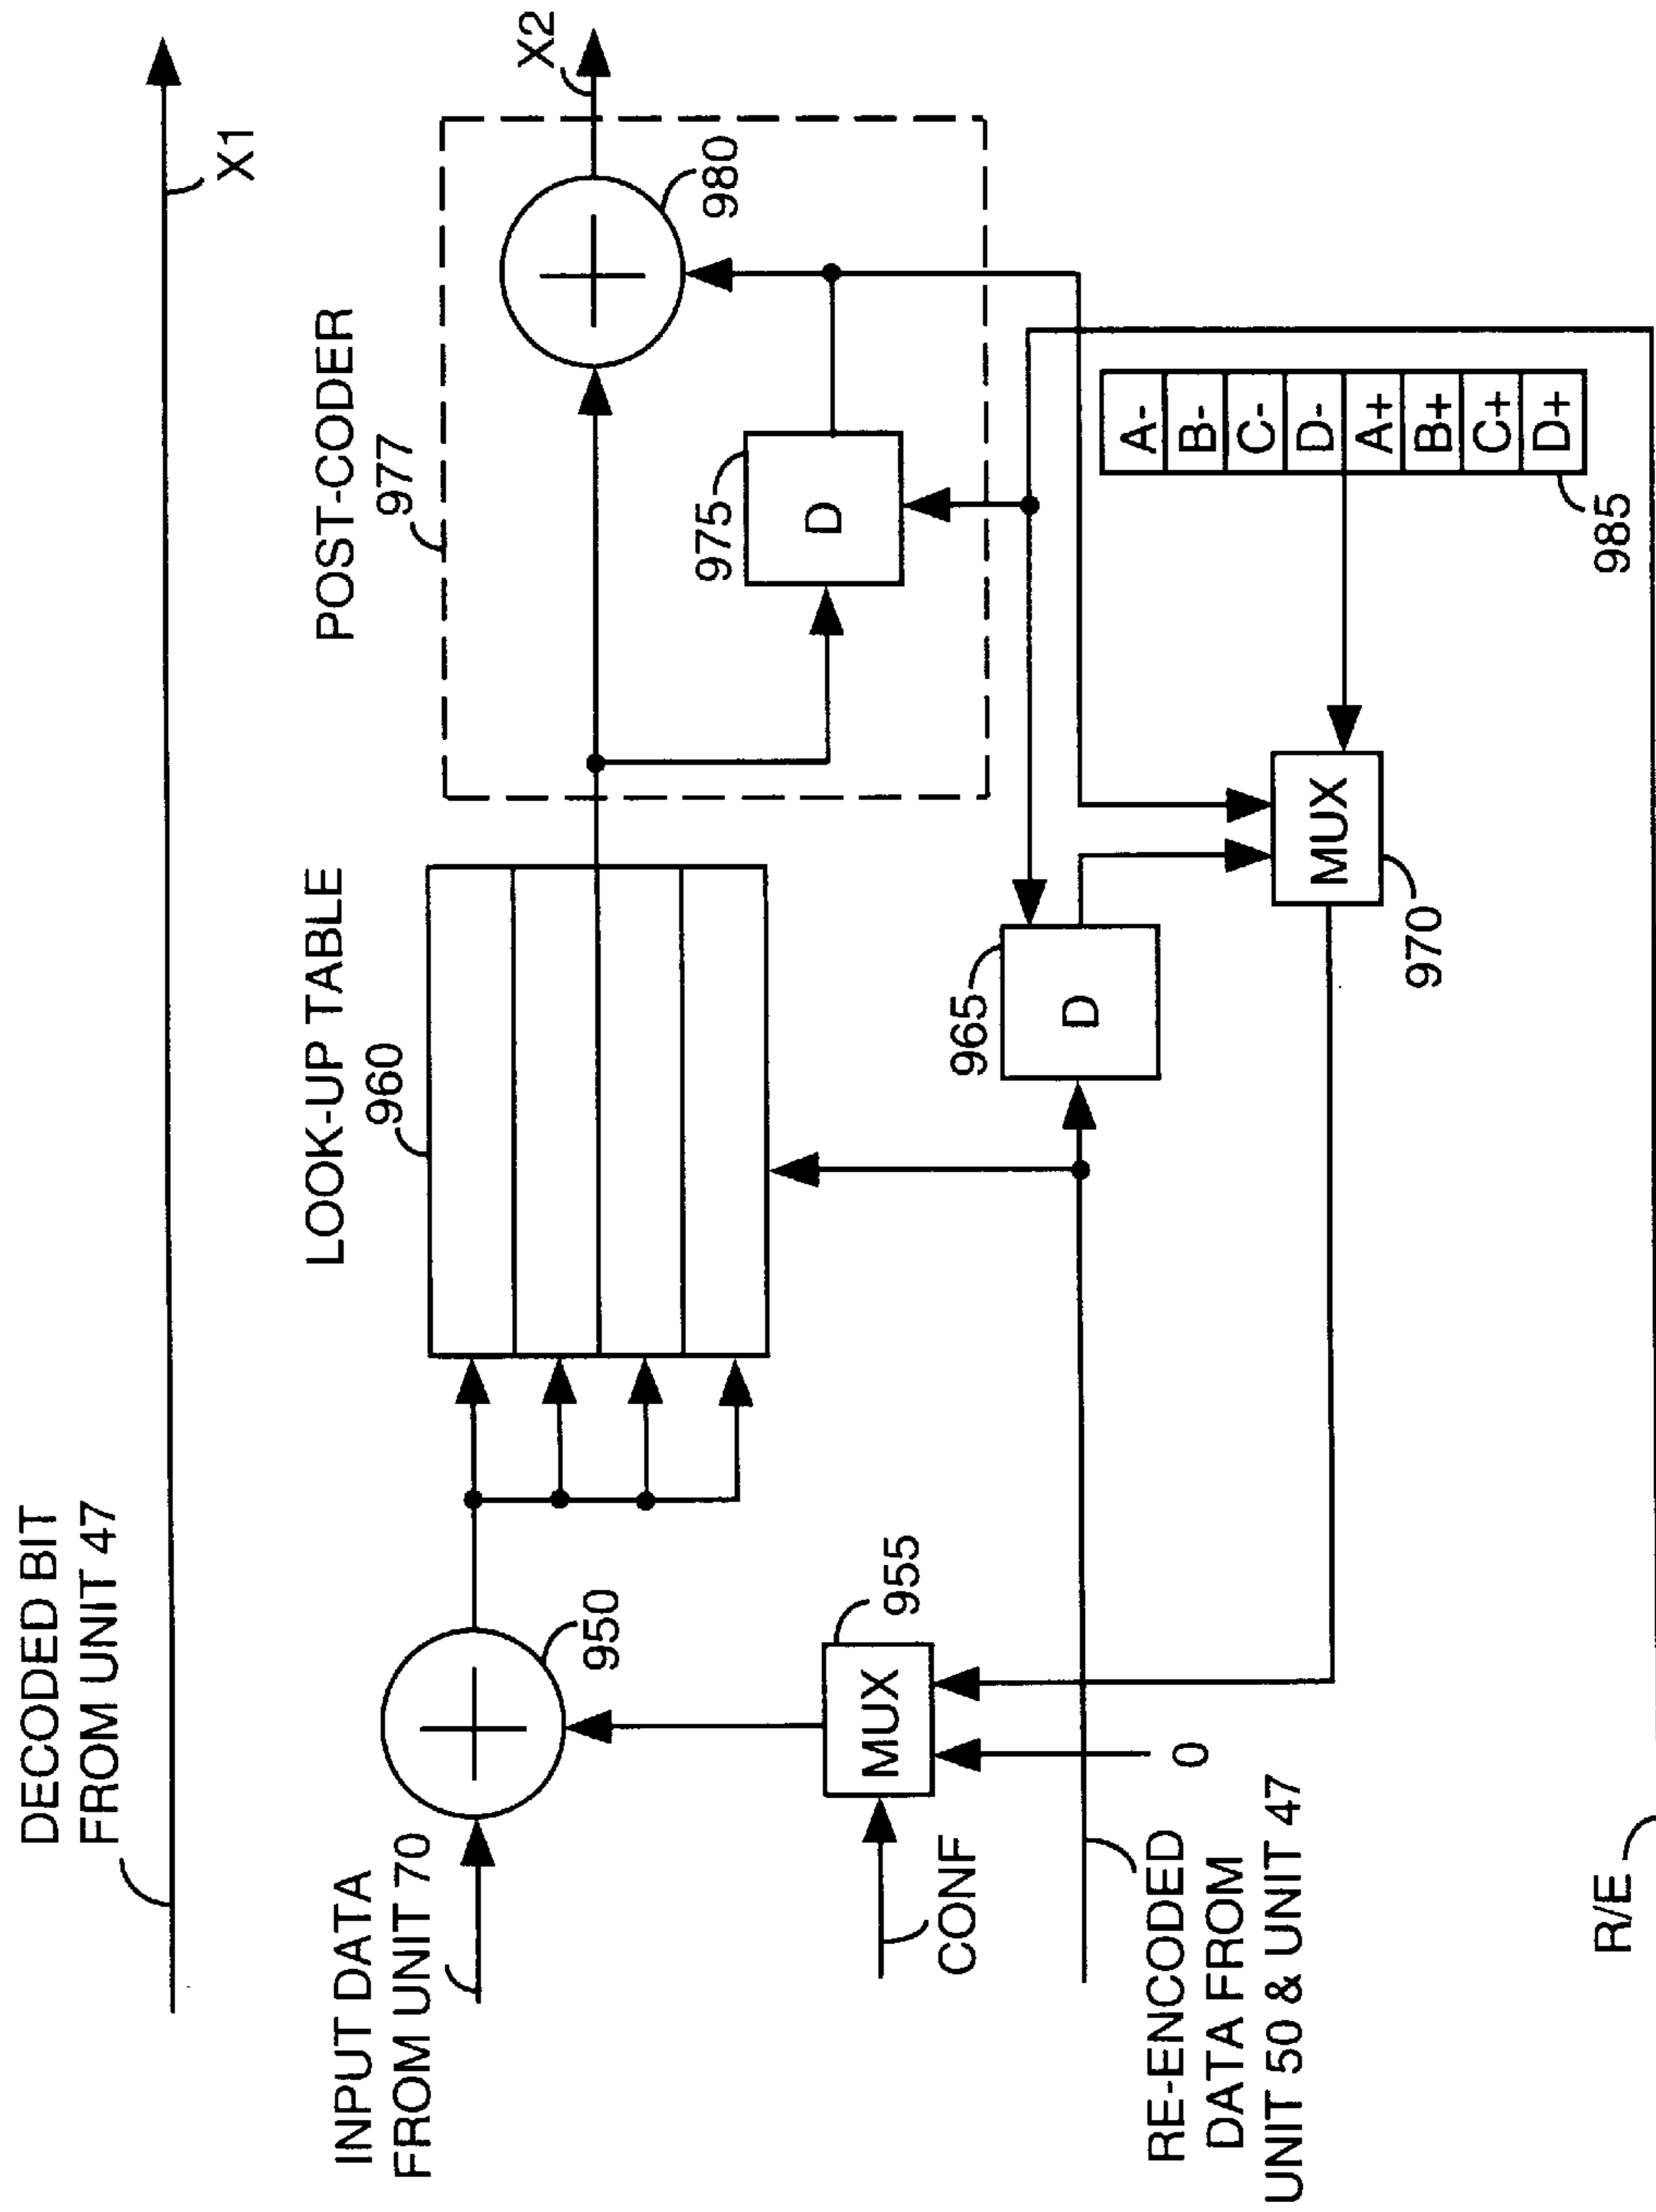 DECODED BIT
FROM UNIT 47
X1
INPUT DATA
FROM UNIT 70
950
LOOK-UP TABLE
960
POST-CODER
977
X2
980
975
D
CONF
MUX
955
0
965
D
RE-ENCODED
DATA FROM
UNIT 50 & UNIT 47
MUX
970
A-
B-
C-
D-
A+
B+
C+
D+
985
R/E